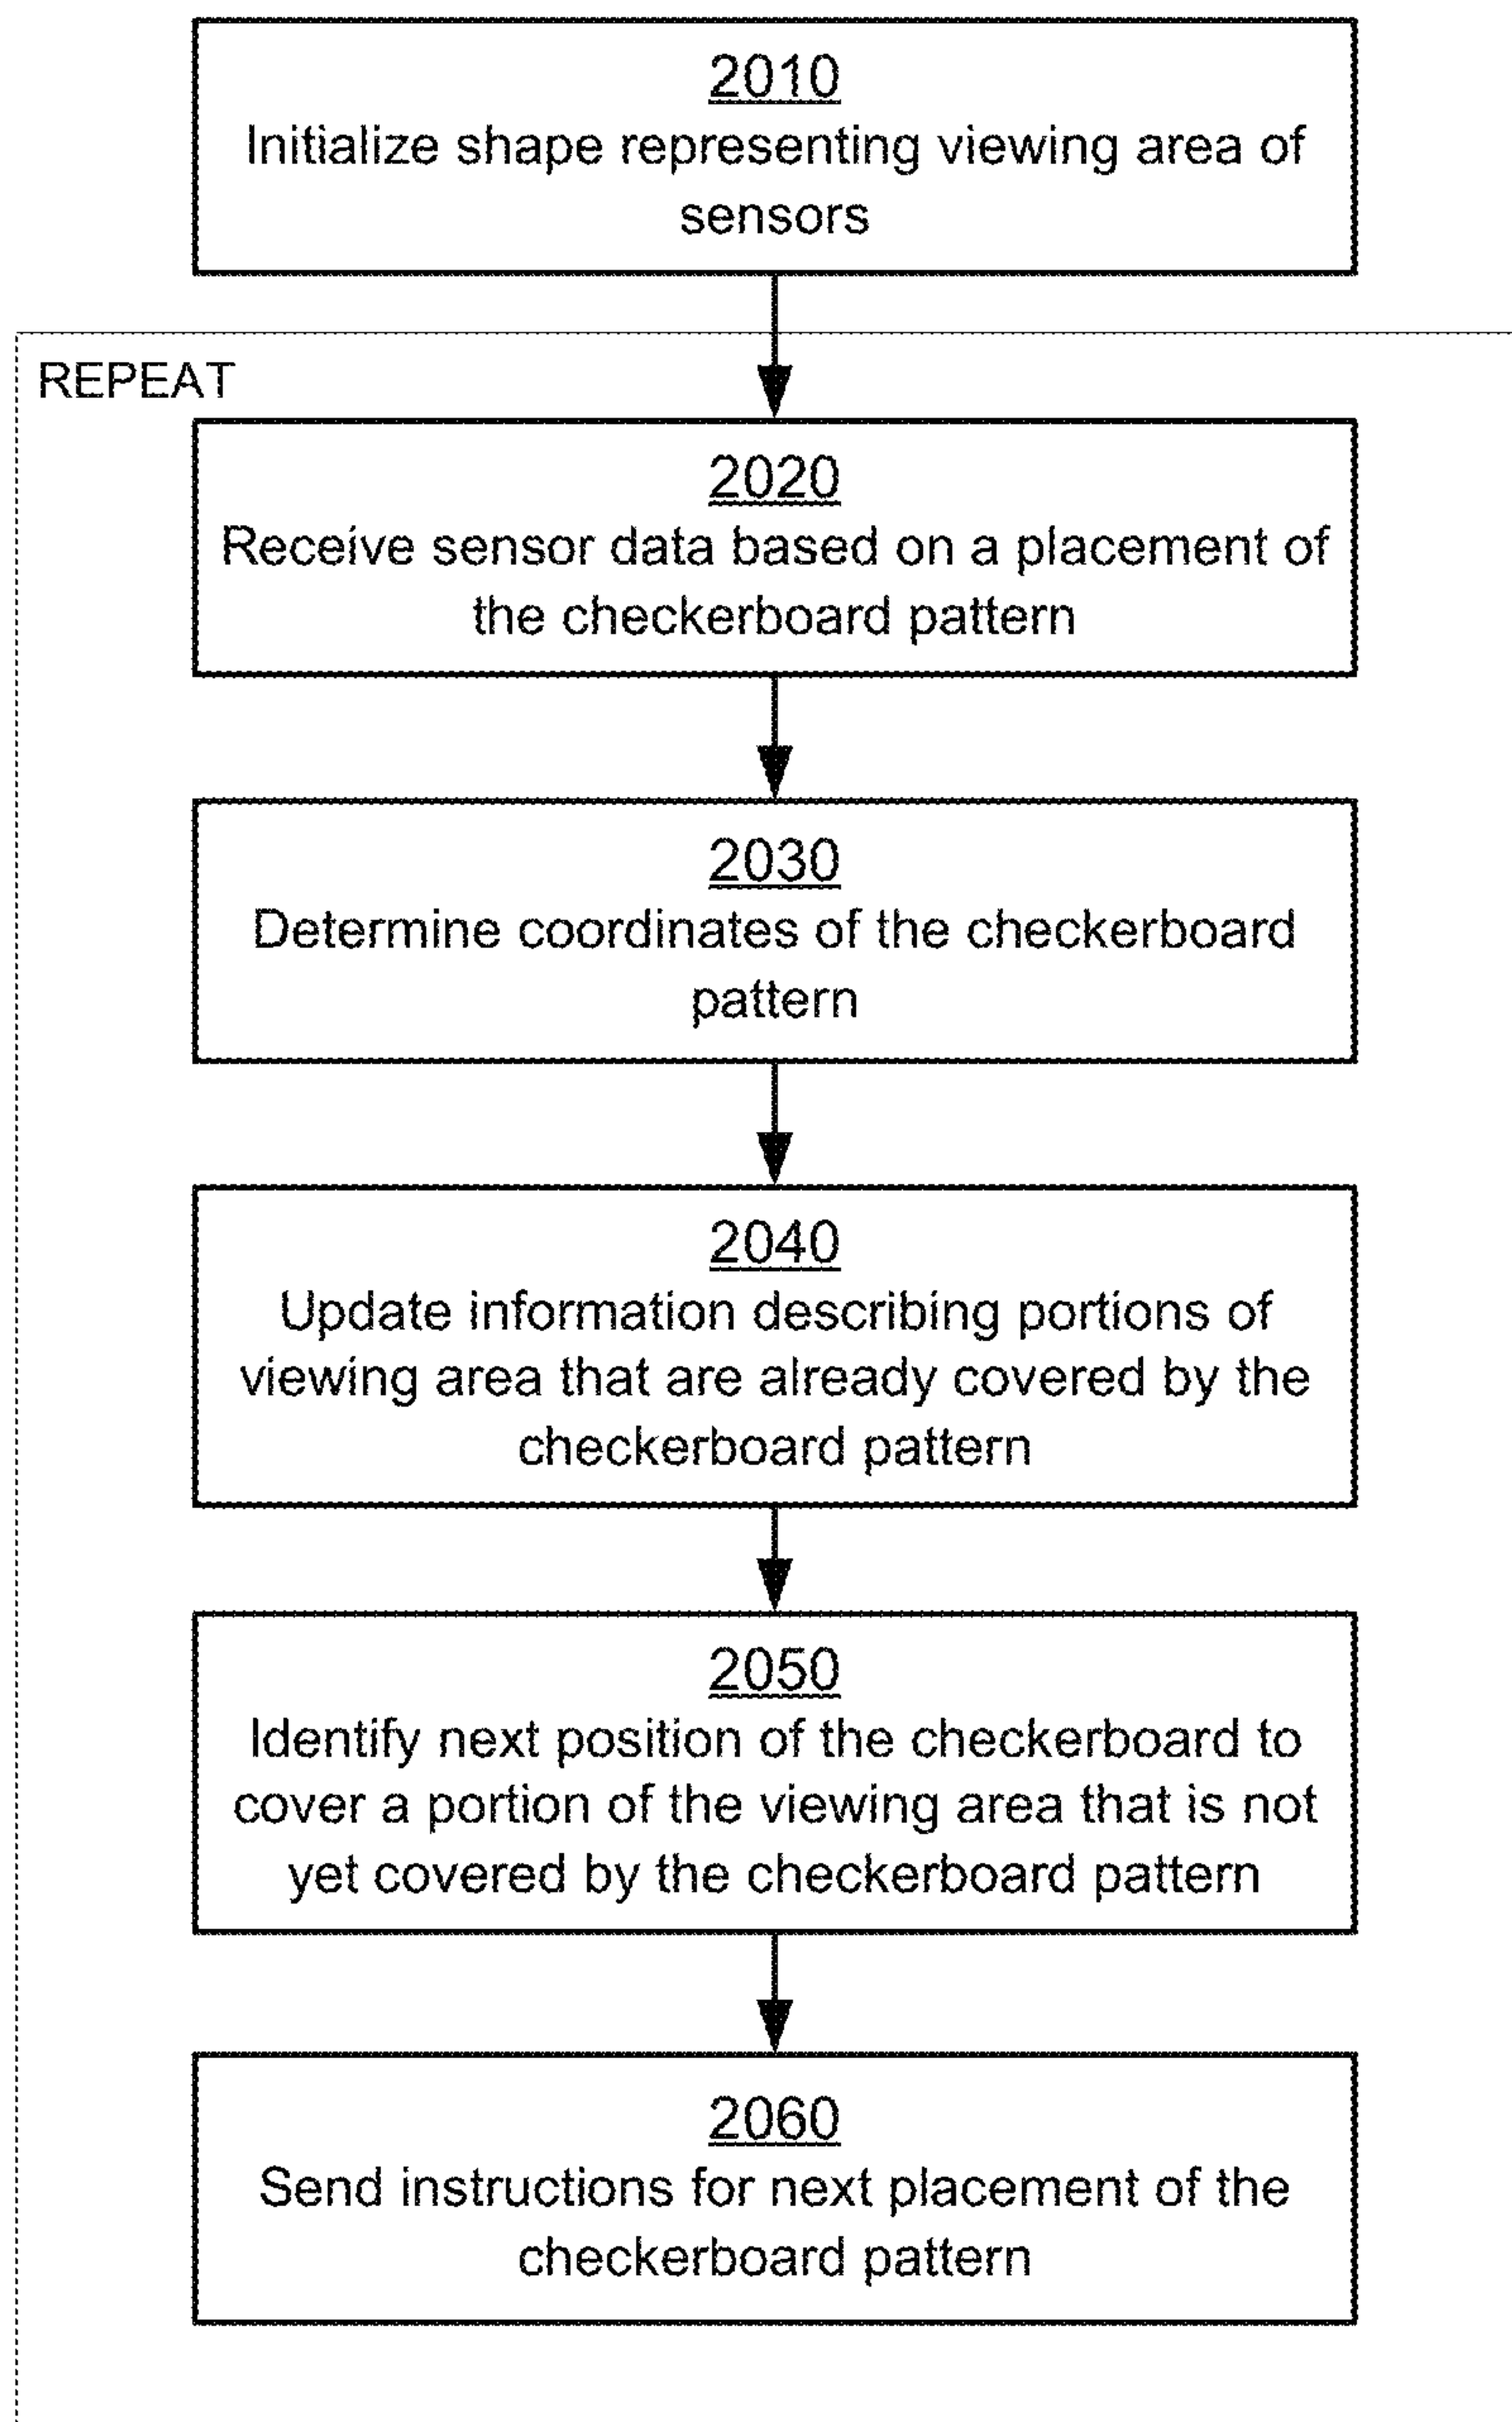 2010
Initialize shape representing viewing area of
sensors
REPEAT
2020
Receive sensor data based on a placement of
the checkerboard pattern
2030
Determine coordinates of the checkerboard
pattern
2040
Update information describing portions of
viewing area that are already covered by the
checkerboard pattern
2050
Identify next position of the checkerboard to
cover a portion of the viewing area that is not
yet covered by the checkerboard pattern
2060
Send instructions for next placement of the
checkerboard pattern